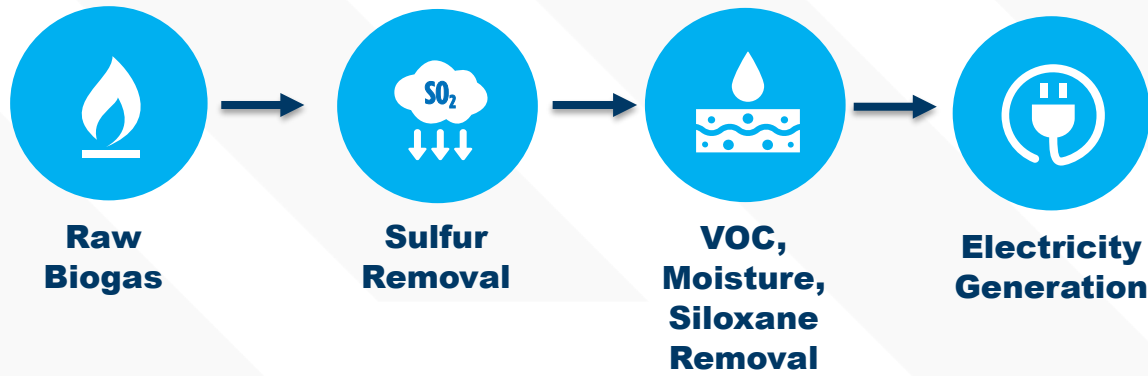 SO₂
Raw
Biogas
Sulfur
Removal
VOC,
Moisture,
Siloxane
Removal
Electricity
Generation